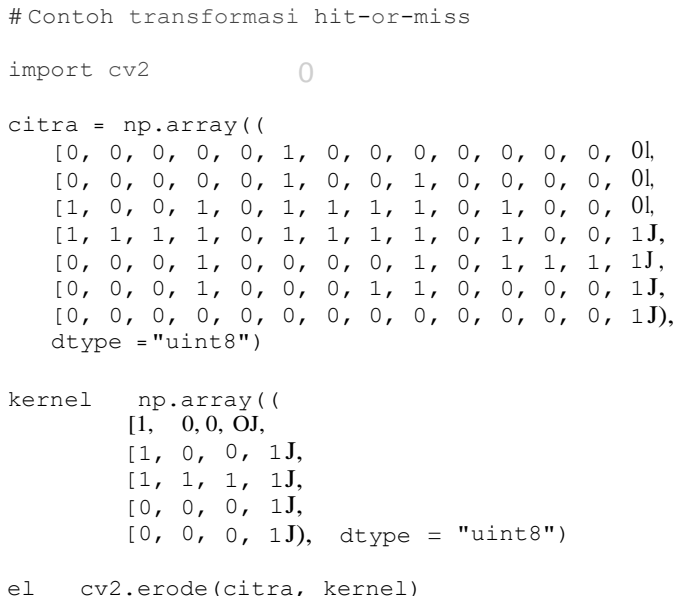 # Contoh transformasi hit-or-miss
import cv2 0
citra = np.array((
[0, 0, 0, 0, 0, 1, 0, 0, 0, 0, 0, 0, 0, 0l,
[0, 0, 0, 0, 0, 1, 0, 0, 1, 0, 0, 0, 0, 0l,
[1, 0, 0, 1, 0, 1, 1, 1, 1, 0, 1, 0, 0, 0l,
[1, 1, 1, 1, 0, 1, 1, 1, 1, 0, 1, 0, 0, 1J,
[0, 0, 0, 1, 0, 0, 0, 0, 1, 0, 1, 1, 1, 1J,
[0, 0, 0, 1, 0, 0, 0, 1, 1, 0, 0, 0, 0, 1J,
[0, 0, 0, 0, 0, 0, 0, 0, 0, 0, 0, 0, 0, 1J),
dtype ="uint8")
kernel np.array((
[1, 0, 0, OJ,
[1, 0, 0, 1J,
[1, 1, 1, 1J,
[0, 0, 0, 1J,
[0, 0, 0, 1J), dtype = "uint8")
el cv2.erode(citra, kernel)